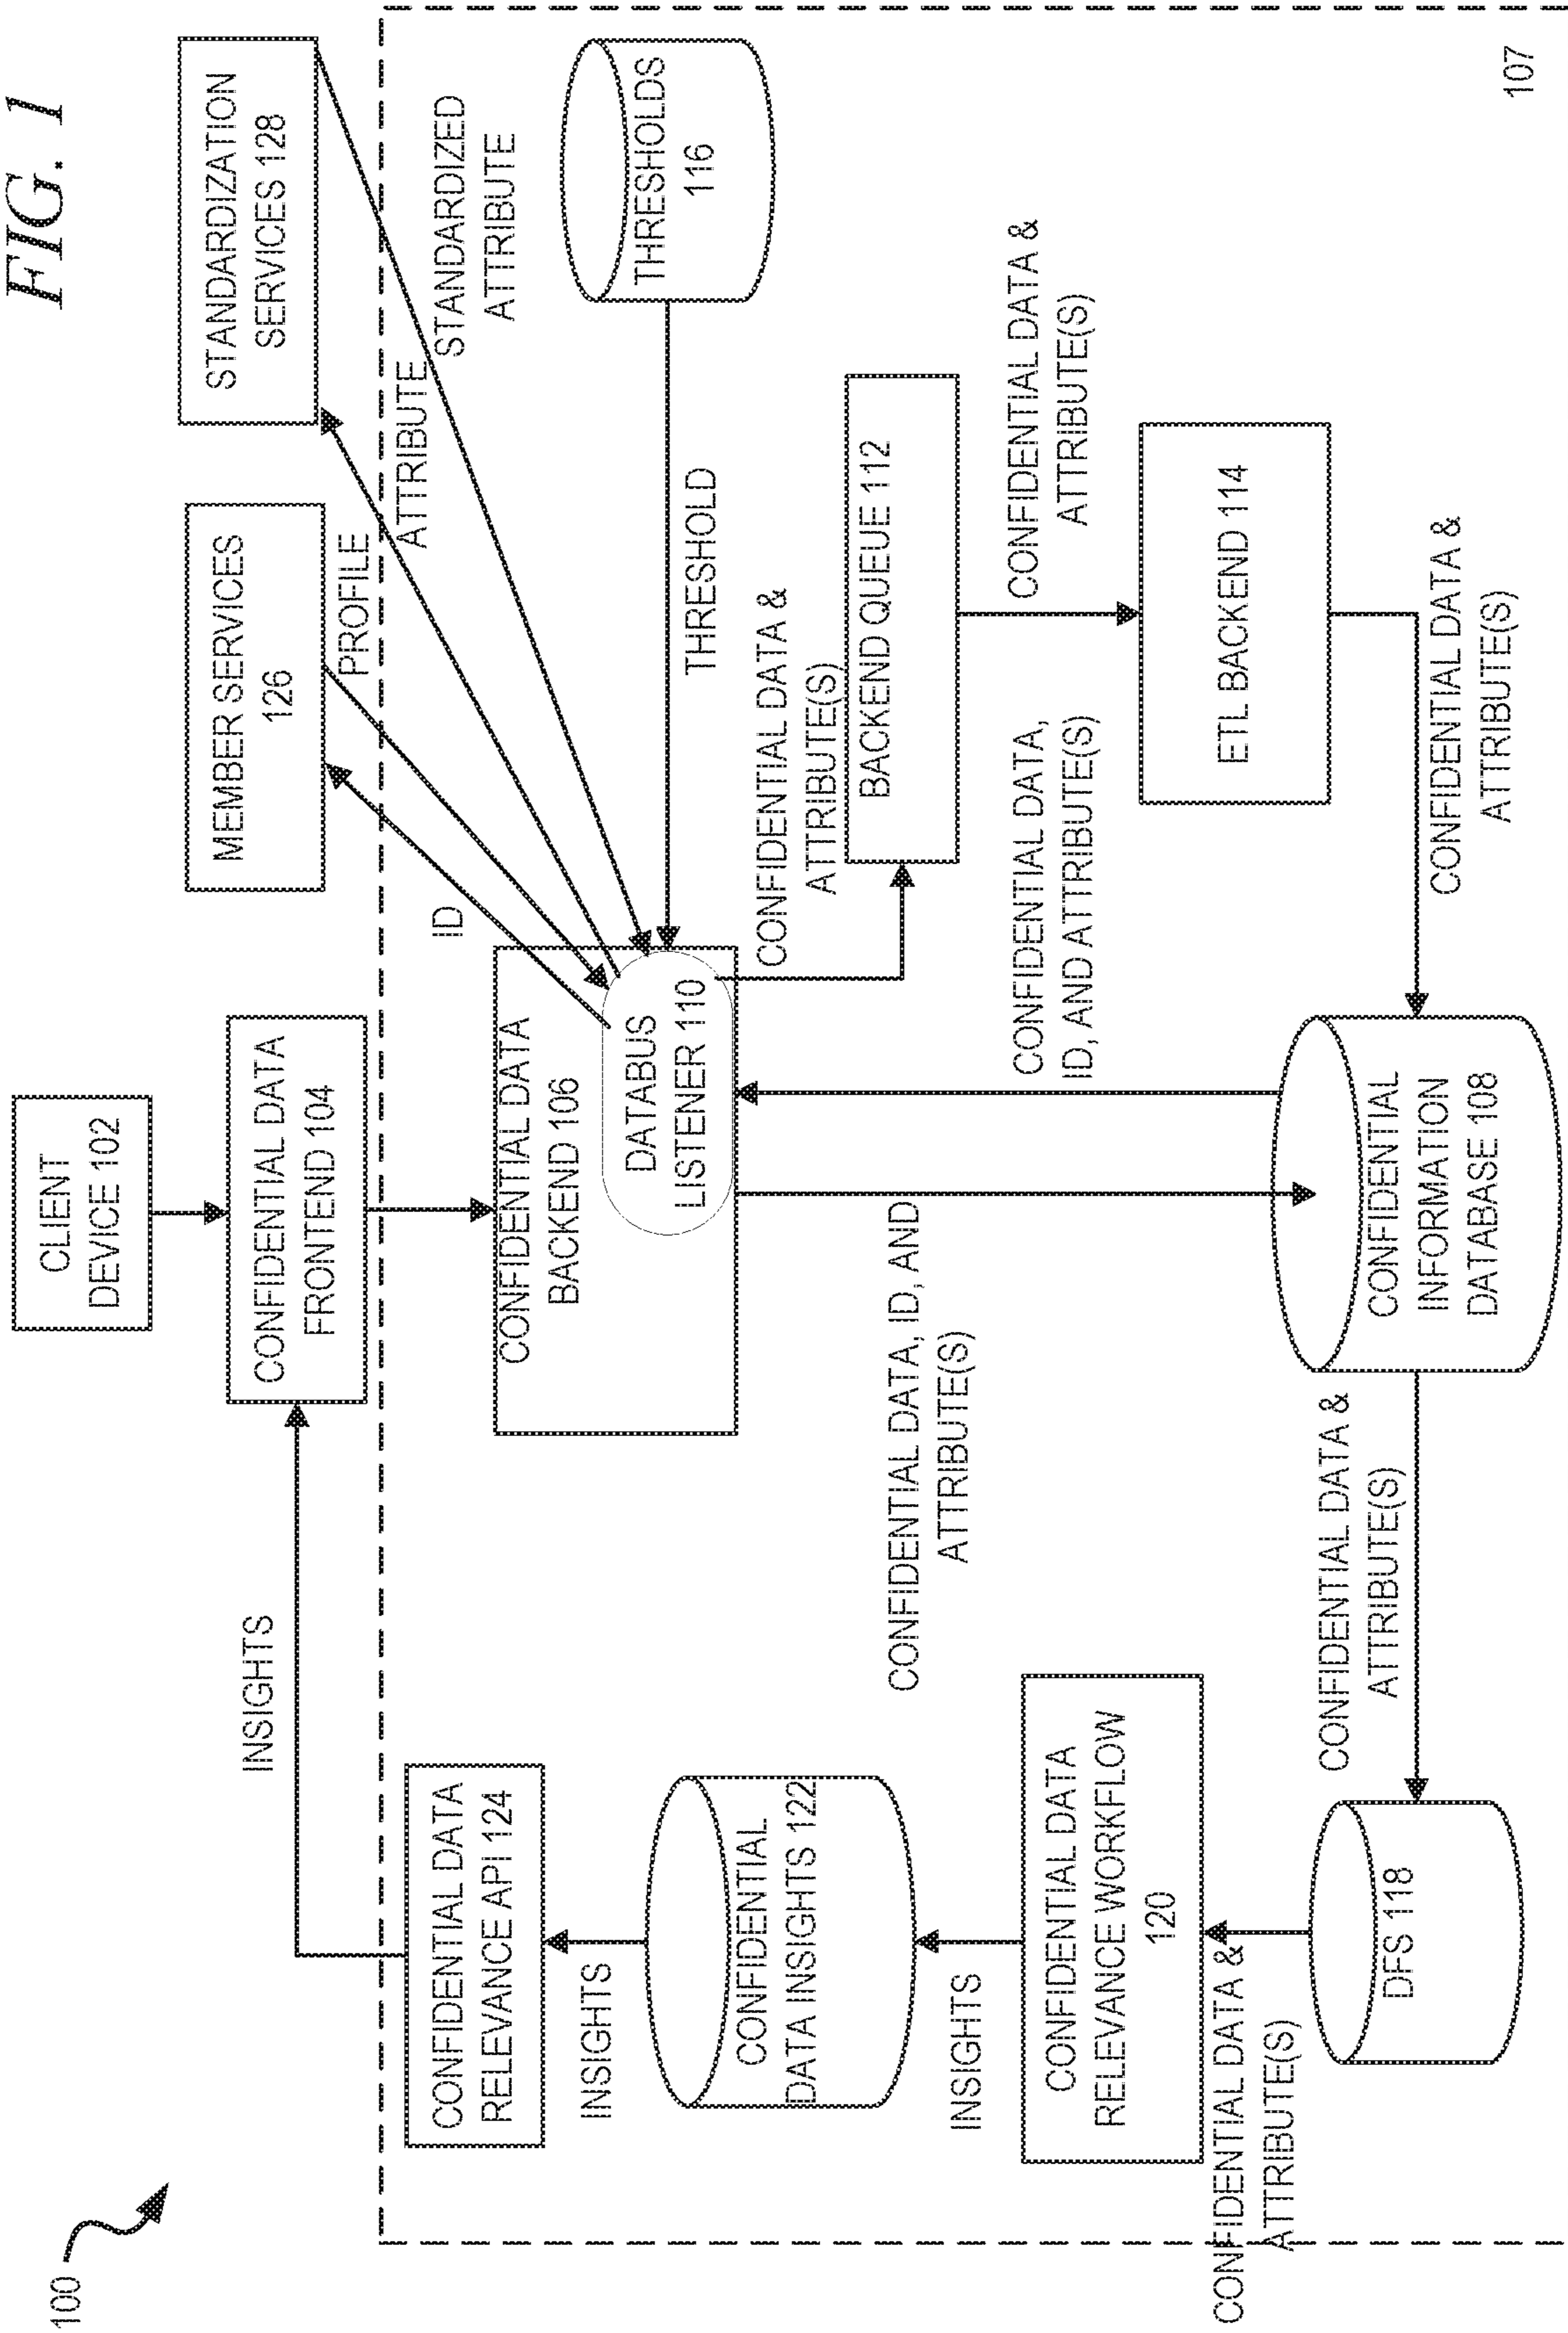 FIG. 1
100
CLIENT
DEVICE 102
INSIGHTS
CONFIDENTIAL DATA
FRONTEND 104
MEMBER SERVICES
126
STANDARDIZATION
SERVICES 128
CONFIDENTIAL DATA
RELEVANCE API 124
ID
PROFILE
ATTRIBUTE
STANDARDIZED
ATTRIBUTE
CONFIDENTIAL DATA
BACKEND 106
DATABUS
LISTENER 110
THRESHOLDS
116
INSIGHTS
THRESHOLD
CONFIDENTIAL
DATA INSIGHTS 122
CONFIDENTIAL DATA &
ATTRIBUTE(S)
BACKEND QUEUE 112
CONFIDENTIAL DATA, ID, AND
ATTRIBUTE(S)
INSIGHTS
CONFIDENTIAL DATA,
ID, AND ATTRIBUTE(S)
CONFIDENTIAL DATA &
ATTRIBUTE(S)
CONFIDENTIAL DATA
RELEVANCE WORKFLOW
120
ETL BACKEND 114
CONFIDENTIAL DATA &
ATTRIBUTE(S)
CONFIDENTIAL DATA &
ATTRIBUTE(S)
DFS 118
CONFIDENTIAL
INFORMATION
DATABASE 108
CONFIDENTIAL DATA &
ATTRIBUTE(S)
107